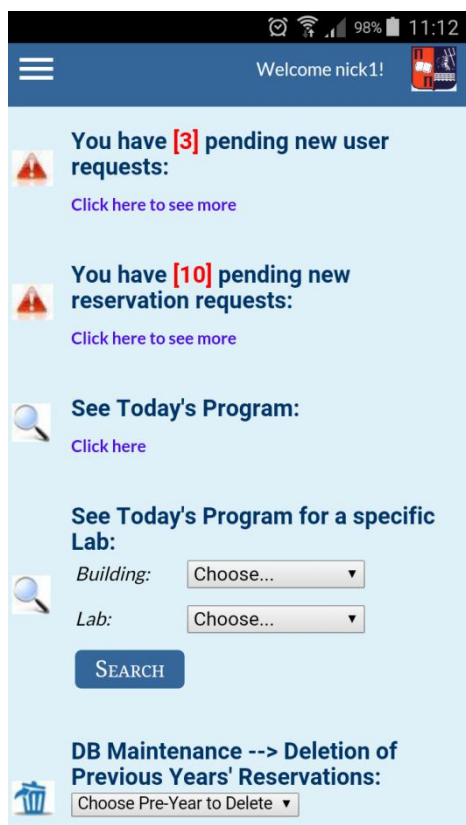 98% 11:12
Welcome nick1!
You have [3] pending new user
requests:
Click here to see more
You have [10] pending new
reservation requests:
Click here to see more
See Today's Program:
Click here
See Today's Program for a specific
Lab:
Building: Choose...
Lab: Choose...
SEARCH
DB Maintenance --> Deletion of
Previous Years' Reservations:
Choose Pre-Year to Delete